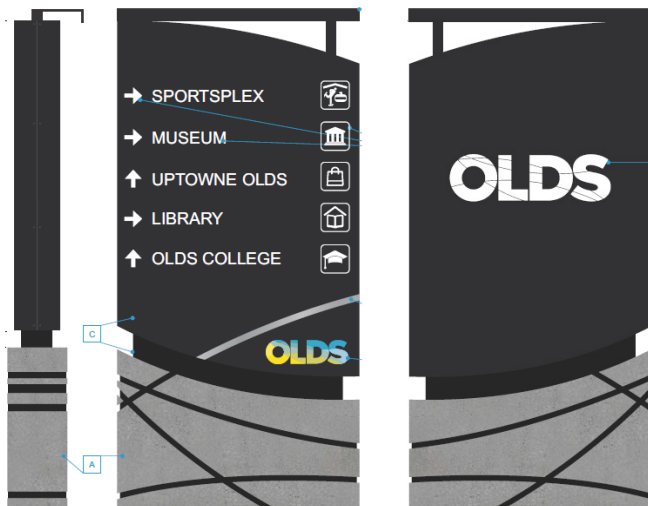 SPORTSPLEX
MUSEUM
UPTOWNE OLDS
LIBRARY
OLDS COLLEGE
OLDS
OLDS
C
A